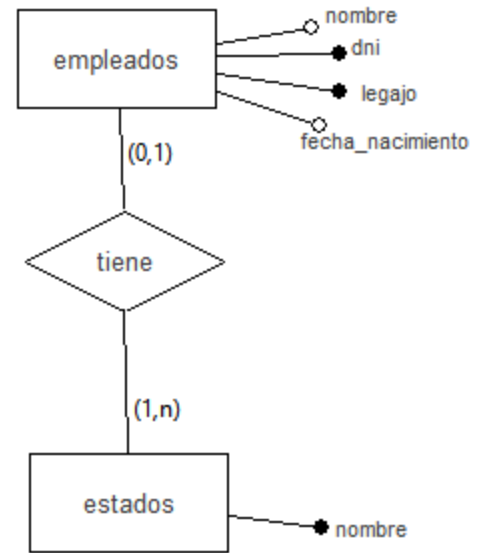 nombre
empleados
dni
legajo
fecha_nacimiento
(0,1)
tiene
(1,n)
estados
nombre